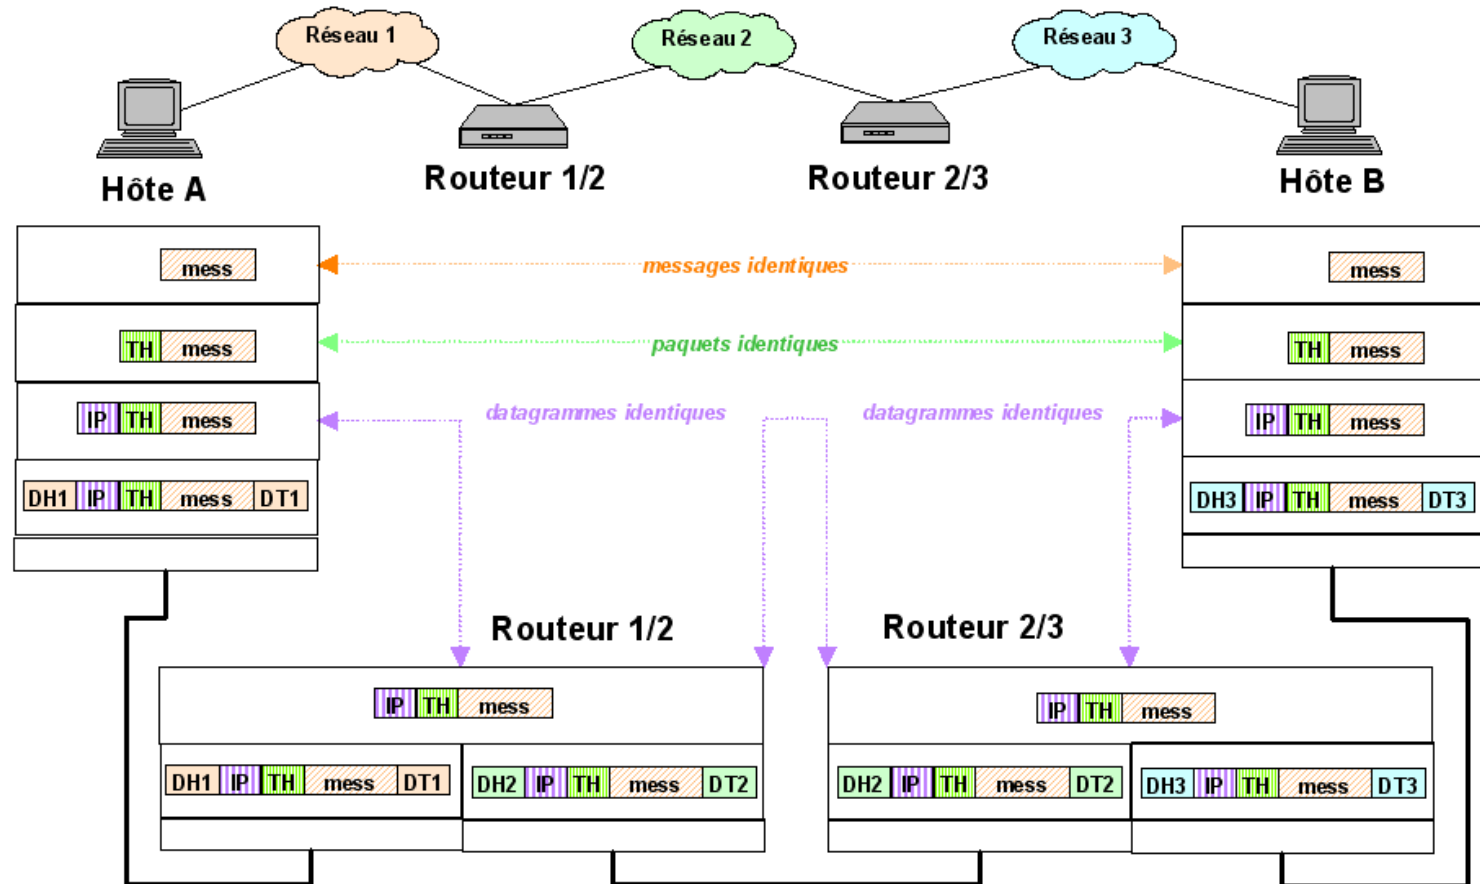 Réseau 1
Réseau 2
Réseau 3
Hôte A
Routeur 1/2
Routeur 2/3
Hôte B
mess
messages identiques
mess
TH mess
paquets identiques
TH mess
IP TH mess
datagrammes identiques
datagrammes identiques
IP TH mess
DH1 IP TH mess DT1
DH3 IP TH mess DT3
Routeur 1/2
Routeur 2/3
IP TH mess
IP TH mess
DH1 IP TH mess DT1
DH2 IP TH mess DT2
DH2 IP TH mess DT2
DH3 IP TH mess DT3